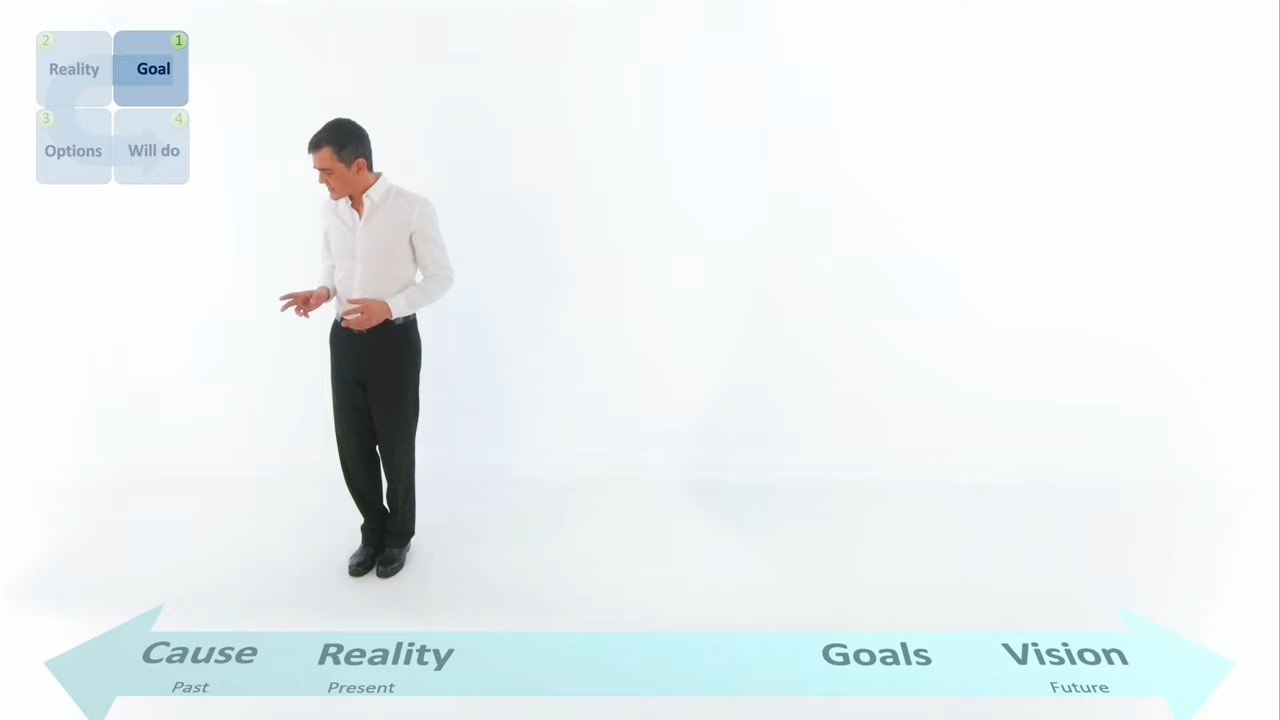 2 1
Reality Goal
3 4
Options Will do
Cause Reality Goals Vision
Past Present Future